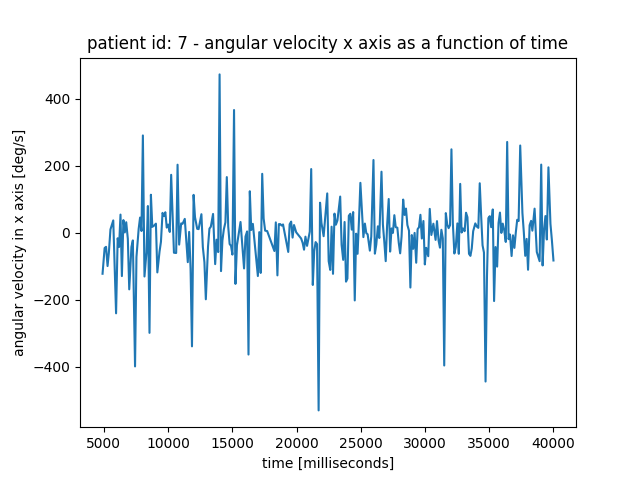 patient id: 7 - angular velocity x axis as a function of time
angular velocity in x axis [deg/s]
400
200
0
−200
−400
5000 10000 15000 20000 25000 30000 35000 40000
time [milliseconds]